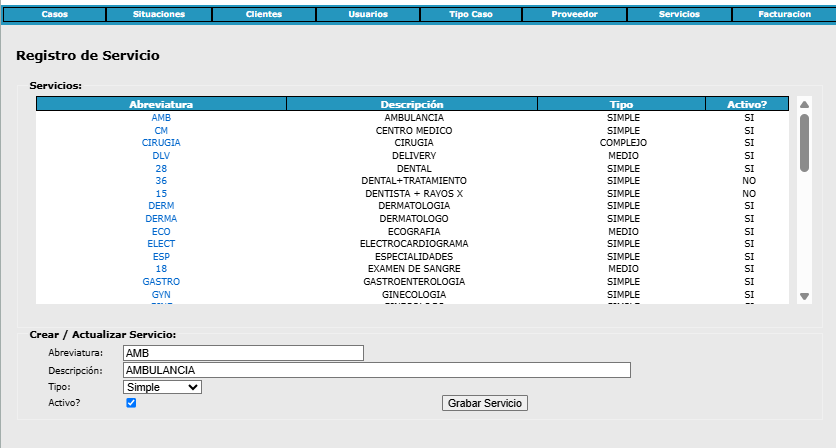 Casos Situaciones Clientes Usuarios Tipo Caso Proveedor Servicios Facturacion
Registro de Servicio
Servicios:
Abreviatura Descripción Tipo Activo?
AMB AMBULANCIA SIMPLE SI
CM CENTRO MEDICO SIMPLE SI
CIRUGIA CIRUGIA COMPLEJO SI
DLV DELIVERY MEDIO SI
28 DENTAL SIMPLE SI
36 DENTAL+TRATAMIENTO SIMPLE NO
15 DENTISTA + RAYOS X SIMPLE NO
DERM DERMATOLOGIA SIMPLE SI
DERMA DERMATOLOGO SIMPLE SI
ECO ECOGRAFIA MEDIO SI
ELECT ELECTROCARDIOGRAMA SIMPLE SI
ESP ESPECIALIDADES SIMPLE SI
18 EXAMEN DE SANGRE MEDIO SI
GASTRO GASTROENTEROLOGIA SIMPLE SI
GYN GINECOLOGIA SIMPLE SI
Crear / Actualizar Servicio:
Abreviatura: AMB
Descripción: AMBULANCIA
Tipo: Simple
Activo? Grabar Servicio